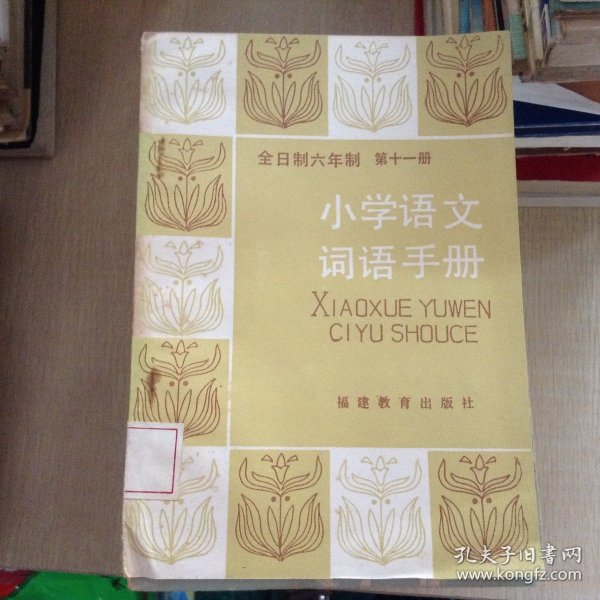 全日制六年制 第十一册
小学语文
词语手册
XIAOXUE YUWEN
CIYU SHOUCE
福建教育出版社
孔夫子旧书网
www.kongfz.com